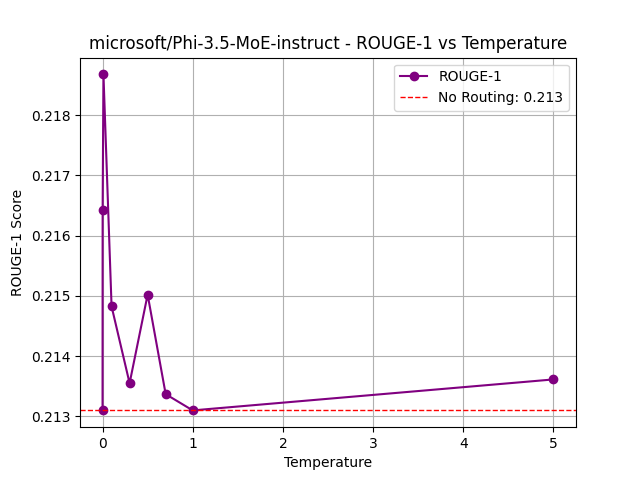 microsoft/Phi-3.5-MoE-instruct - ROUGE-1 vs Temperature
ROUGE-1
No Routing: 0.213
ROUGE-1 Score
0.218
0.217
0.216
0.215
0.214
0.213
0 1 2 3 4 5
Temperature